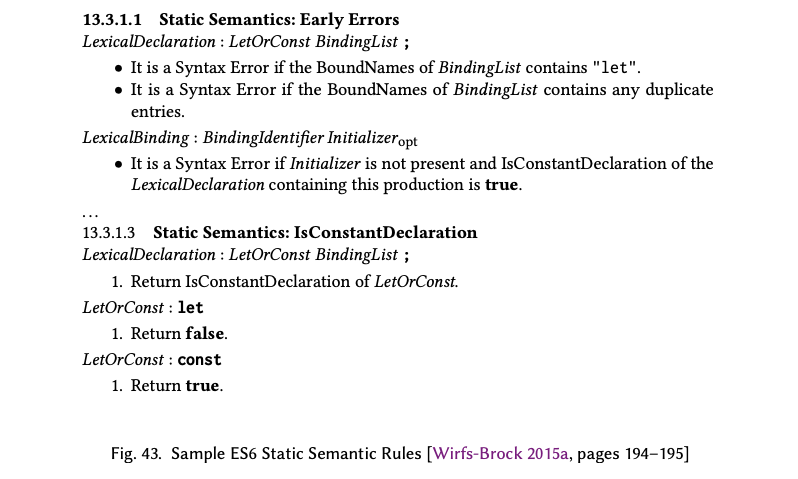 13.3.1.1 Static Semantics: Early Errors
LexicalDeclaration : LetOrConst BindingList ;
• It is a Syntax Error if the BoundNames of BindingList contains "let".
• It is a Syntax Error if the BoundNames of BindingList contains any duplicate
entries.
LexicalBinding : BindingIdentifier Initializeropt
• It is a Syntax Error if Initializer is not present and IsConstantDeclaration of the
LexicalDeclaration containing this production is true.
...
13.3.1.3 Static Semantics: IsConstantDeclaration
LexicalDeclaration : LetOrConst BindingList ;
1. Return IsConstantDeclaration of LetOrConst.
LetOrConst : let
1. Return false.
LetOrConst : const
1. Return true.
Fig. 43. Sample ES6 Static Semantic Rules [Wirfs-Brock 2015a, pages 194–195]